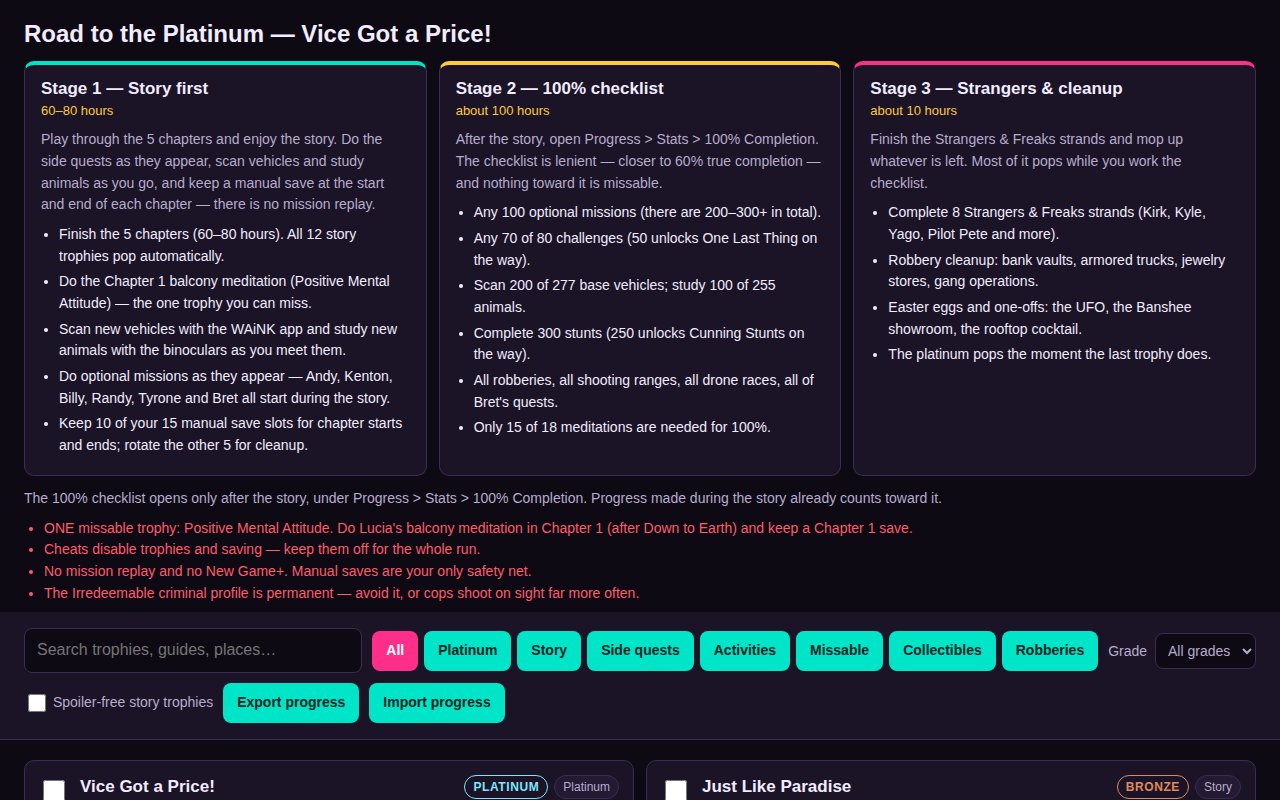 Road to the Platinum — Vice Got a Price!
Stage 1 — Story first
60–80 hours
Play through the 5 chapters and enjoy the story. Do the
side quests as they appear, scan vehicles and study
animals as you go, and keep a manual save at the start
and end of each chapter — there is no mission replay.
• Finish the 5 chapters (60–80 hours). All 12 story
trophies pop automatically.
• Do the Chapter 1 balcony meditation (Positive Mental
Attitude) — the one trophy you can miss.
• Scan new vehicles with the WAiNK app and study new
animals with the binoculars as you meet them.
• Do optional missions as they appear — Andy, Kenton,
Billy, Randy, Tyrone and Bret all start during the story.
• Keep 10 of your 15 manual save slots for chapter starts
and ends; rotate the other 5 for cleanup.
Stage 2 — 100% checklist
about 100 hours
After the story, open Progress > Stats > 100% Completion.
The checklist is lenient — closer to 60% true completion —
and nothing toward it is missable.
• Any 100 optional missions (there are 200–300+ in total).
• Any 70 of 80 challenges (50 unlocks One Last Thing on
the way).
• Scan 200 of 277 base vehicles; study 100 of 255
animals.
• Complete 300 stunts (250 unlocks Cunning Stunts on
the way).
• All robberies, all shooting ranges, all drone races, all of
Bret's quests.
• Only 15 of 18 meditations are needed for 100%.
Stage 3 — Strangers & cleanup
about 10 hours
Finish the Strangers & Freaks strands and mop up
whatever is left. Most of it pops while you work the
checklist.
• Complete 8 Strangers & Freaks strands (Kirk, Kyle,
Yago, Pilot Pete and more).
• Robbery cleanup: bank vaults, armored trucks, jewelry
stores, gang operations.
• Easter eggs and one-offs: the UFO, the Banshee
showroom, the rooftop cocktail.
• The platinum pops the moment the last trophy does.
The 100% checklist opens only after the story, under Progress > Stats > 100% Completion. Progress made during the story already counts toward it.
• ONE missable trophy: Positive Mental Attitude. Do Lucia's balcony meditation in Chapter 1 (after Down to Earth) and keep a Chapter 1 save.
• Cheats disable trophies and saving — keep them off for the whole run.
• No mission replay and no New Game+. Manual saves are your only safety net.
• The Irredeemable criminal profile is permanent — avoid it, or cops shoot on sight far more often.
Search trophies, guides, places… All Platinum Story Side quests Activities Missable Collectibles Robberies Grade All grades
Spoiler-free story trophies Export progress Import progress
Vice Got a Price! PLATINUM Platinum
Just Like Paradise BRONZE Story